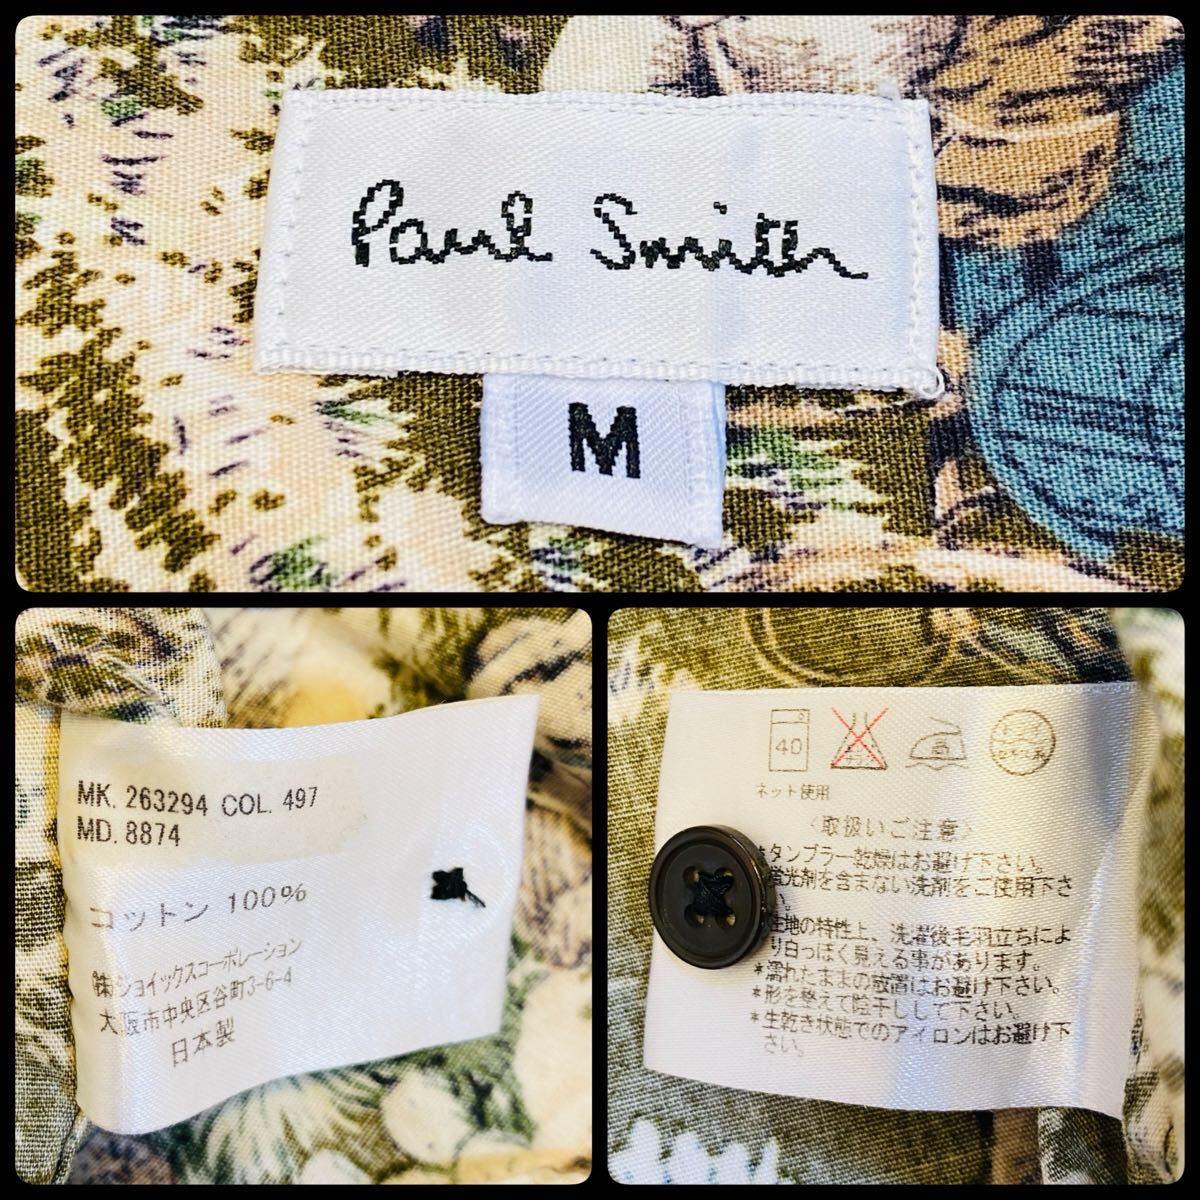 Paul Smith
M
MK. 263294 COL. 497
MD. 8874
コットン 100%
㈱ジョイックスコーポレーション
大阪市中央区谷町3-6-4
日本製
40
ネット使用
〈取扱いご注意〉
タンブラー乾燥はお避け下さい。
蛍光剤を含まない洗剤をご使用下さ
い。
生地の特性上、洗濯後毛羽立ちによ
り白っぽく見える事があります。
*濡れたままの放置はお避け下さい。
*形を整えて陰干しして下さい。
*生乾き状態でのアイロンはお避け下
さい。